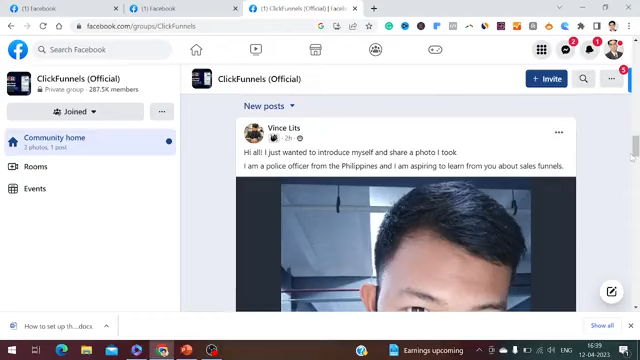 (1) Facebook
(1) Facebook
ClickFunnels (Official) | Faceb
facebook.com/groups/ClickFunnels
Search Facebook
2
1
ClickFunnels (Official)
Private group · 287.5K members
Joined
Community home
2 photos, 1 post
Rooms
Events
ClickFunnels (Official)
+ Invite
5
New posts
Vince Lits
2h
Hi all! I just wanted to introduce myself and share a photo I took
I am a police officer from the Philippines and I am aspiring to learn from you about sales funnels.
How to set up th....docx
Show all
Earnings upcoming
ENG
16:39
12-04-2023